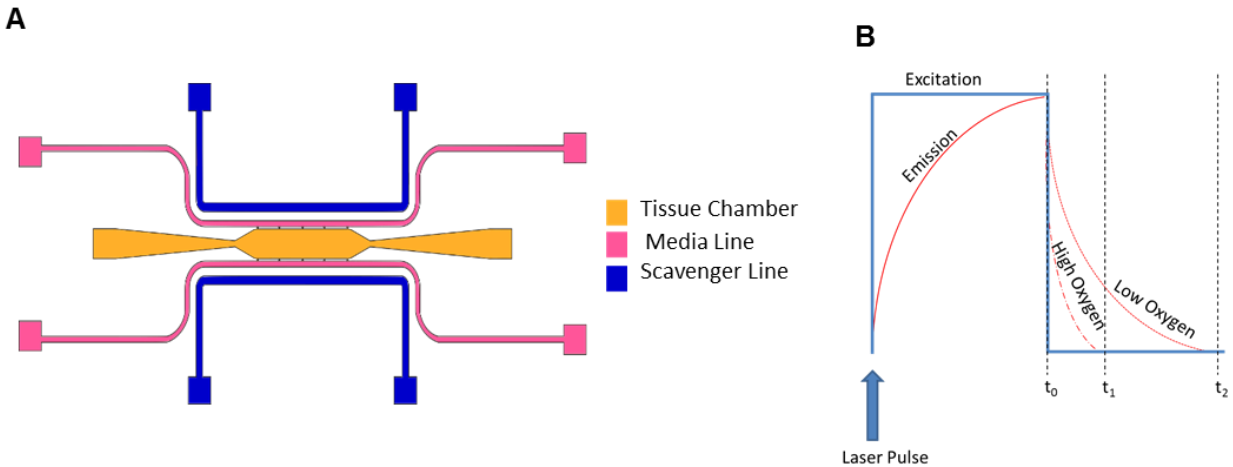 A
B
Tissue Chamber
Media Line
Scavenger Line
Excitation
Emission
High Oxygen
Low Oxygen
t0
t1
t2
Laser Pulse